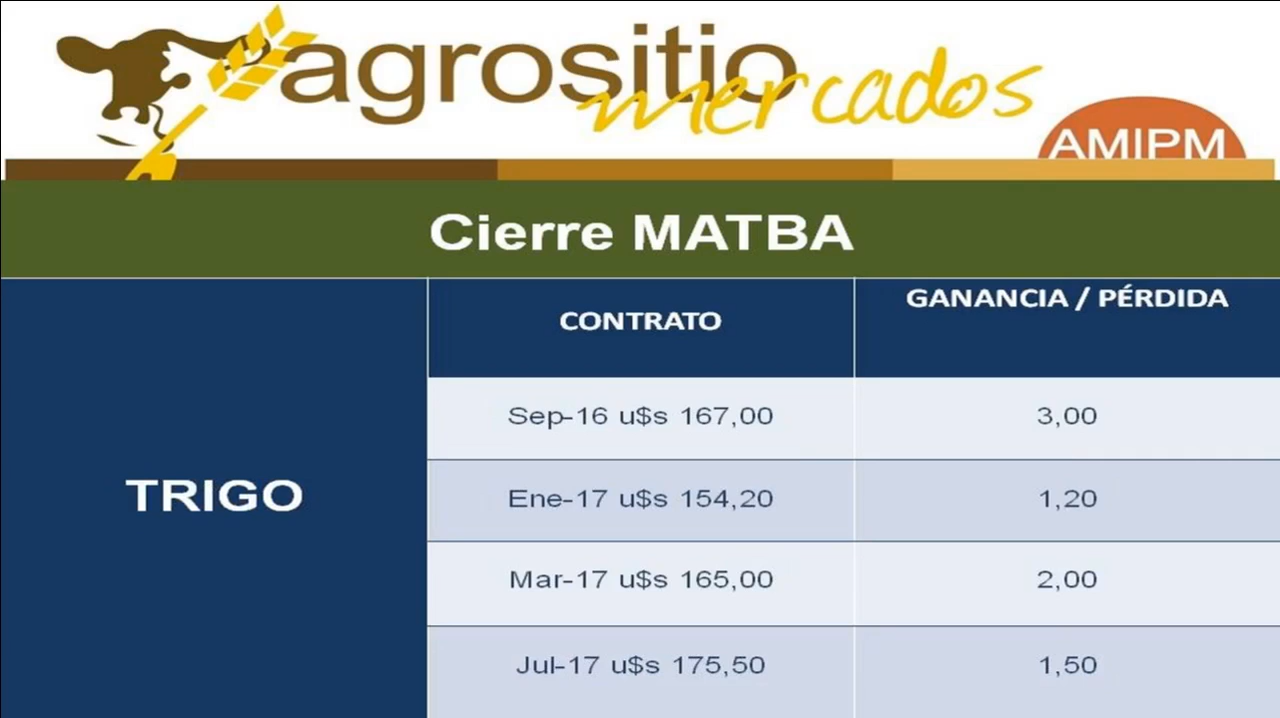 agrositio
mercados
AMIPM
Cierre MATBA
TRIGO
CONTRATO
GANANCIA / PÉRDIDA
Sep-16 u$s 167,00
3,00
Ene-17 u$s 154,20
1,20
Mar-17 u$s 165,00
2,00
Jul-17 u$s 175,50
1,50